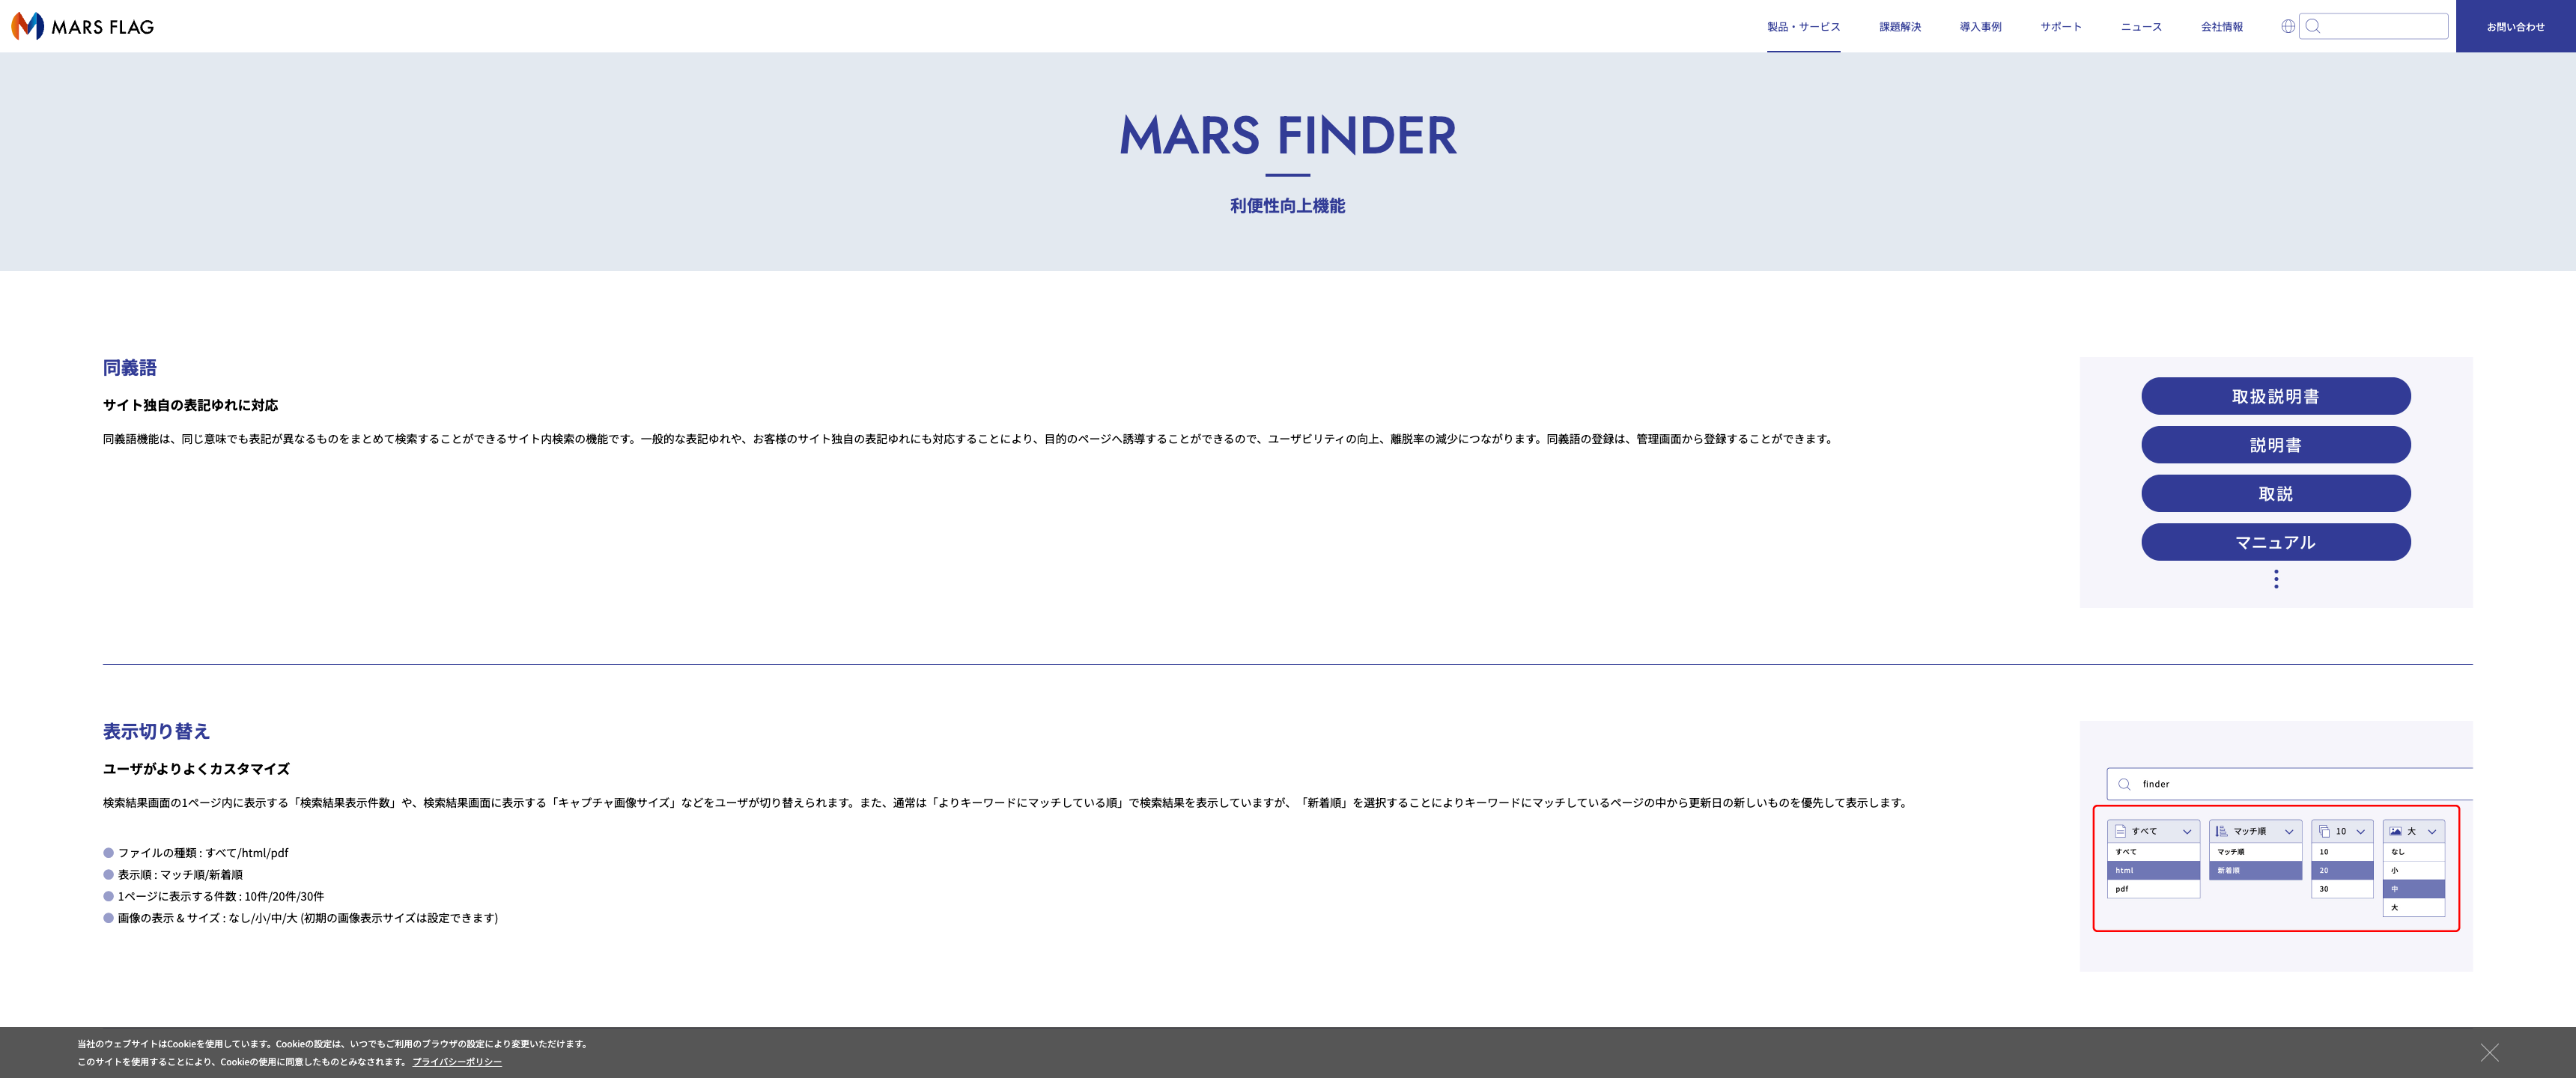 MARS FLAG
製品・サービス 課題解決 導入事例 サポート ニュース 会社情報 お問い合わせ
MARS FINDER
利便性向上機能
同義語
サイト独自の表記ゆれに対応
同義語機能は、同じ意味でも表記が異なるものをまとめて検索することができるサイト内検索の機能です。一般的な表記ゆれや、お客様のサイト独自の表記ゆれにも対応することにより、目的のページへ誘導することができるので、ユーザビリティの向上、離脱率の減少につながります。同義語の登録は、管理画面から登録することができます。
取扱説明書
説明書
取説
マニュアル
表示切り替え
ユーザがよりよくカスタマイズ
検索結果画面の1ページ内に表示する「検索結果表示件数」や、検索結果画面に表示する「キャプチャ画像サイズ」などをユーザが切り替えられます。また、通常は「よりキーワードにマッチしている順」で検索結果を表示していますが、「新着順」を選択することによりキーワードにマッチしているページの中から更新日の新しいものを優先して表示します。
ファイルの種類 : すべて/html/pdf
表示順 : マッチ順/新着順
1ページに表示する件数 : 10件/20件/30件
画像の表示 & サイズ : なし/小/中/大 (初期の画像表示サイズは設定できます)
finder
すべて マッチ順 10 大
すべて マッチ順 10 なし
html 新着順 20 小
pdf 30 中
大
当社のウェブサイトはCookieを使用しています。Cookieの設定は、いつでもご利用のブラウザの設定により変更いただけます。
このサイトを使用することにより、Cookieの使用に同意したものとみなされます。 プライバシーポリシー